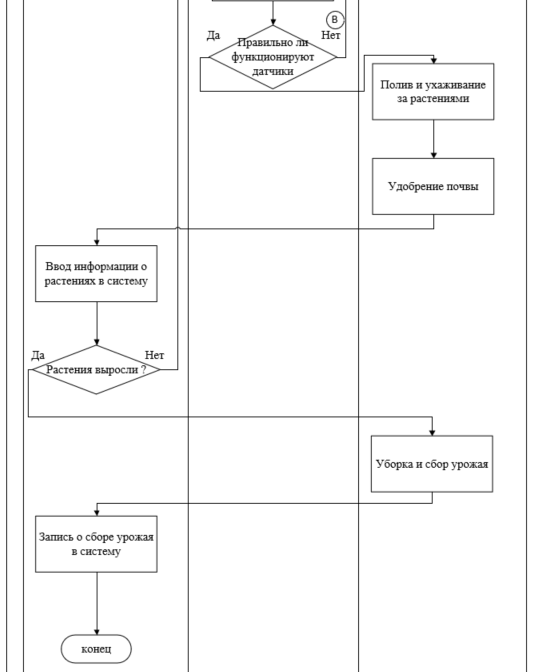 В
Да
Нет
Правильно ли
функционируют
датчики
Полив и ухаживание
за растениями
Удобрение почвы
Ввод информации о
растениях в систему
Да
Нет
Растения выросли ?
Уборка и сбор урожая
Запись о сборе урожая
в систему
конец